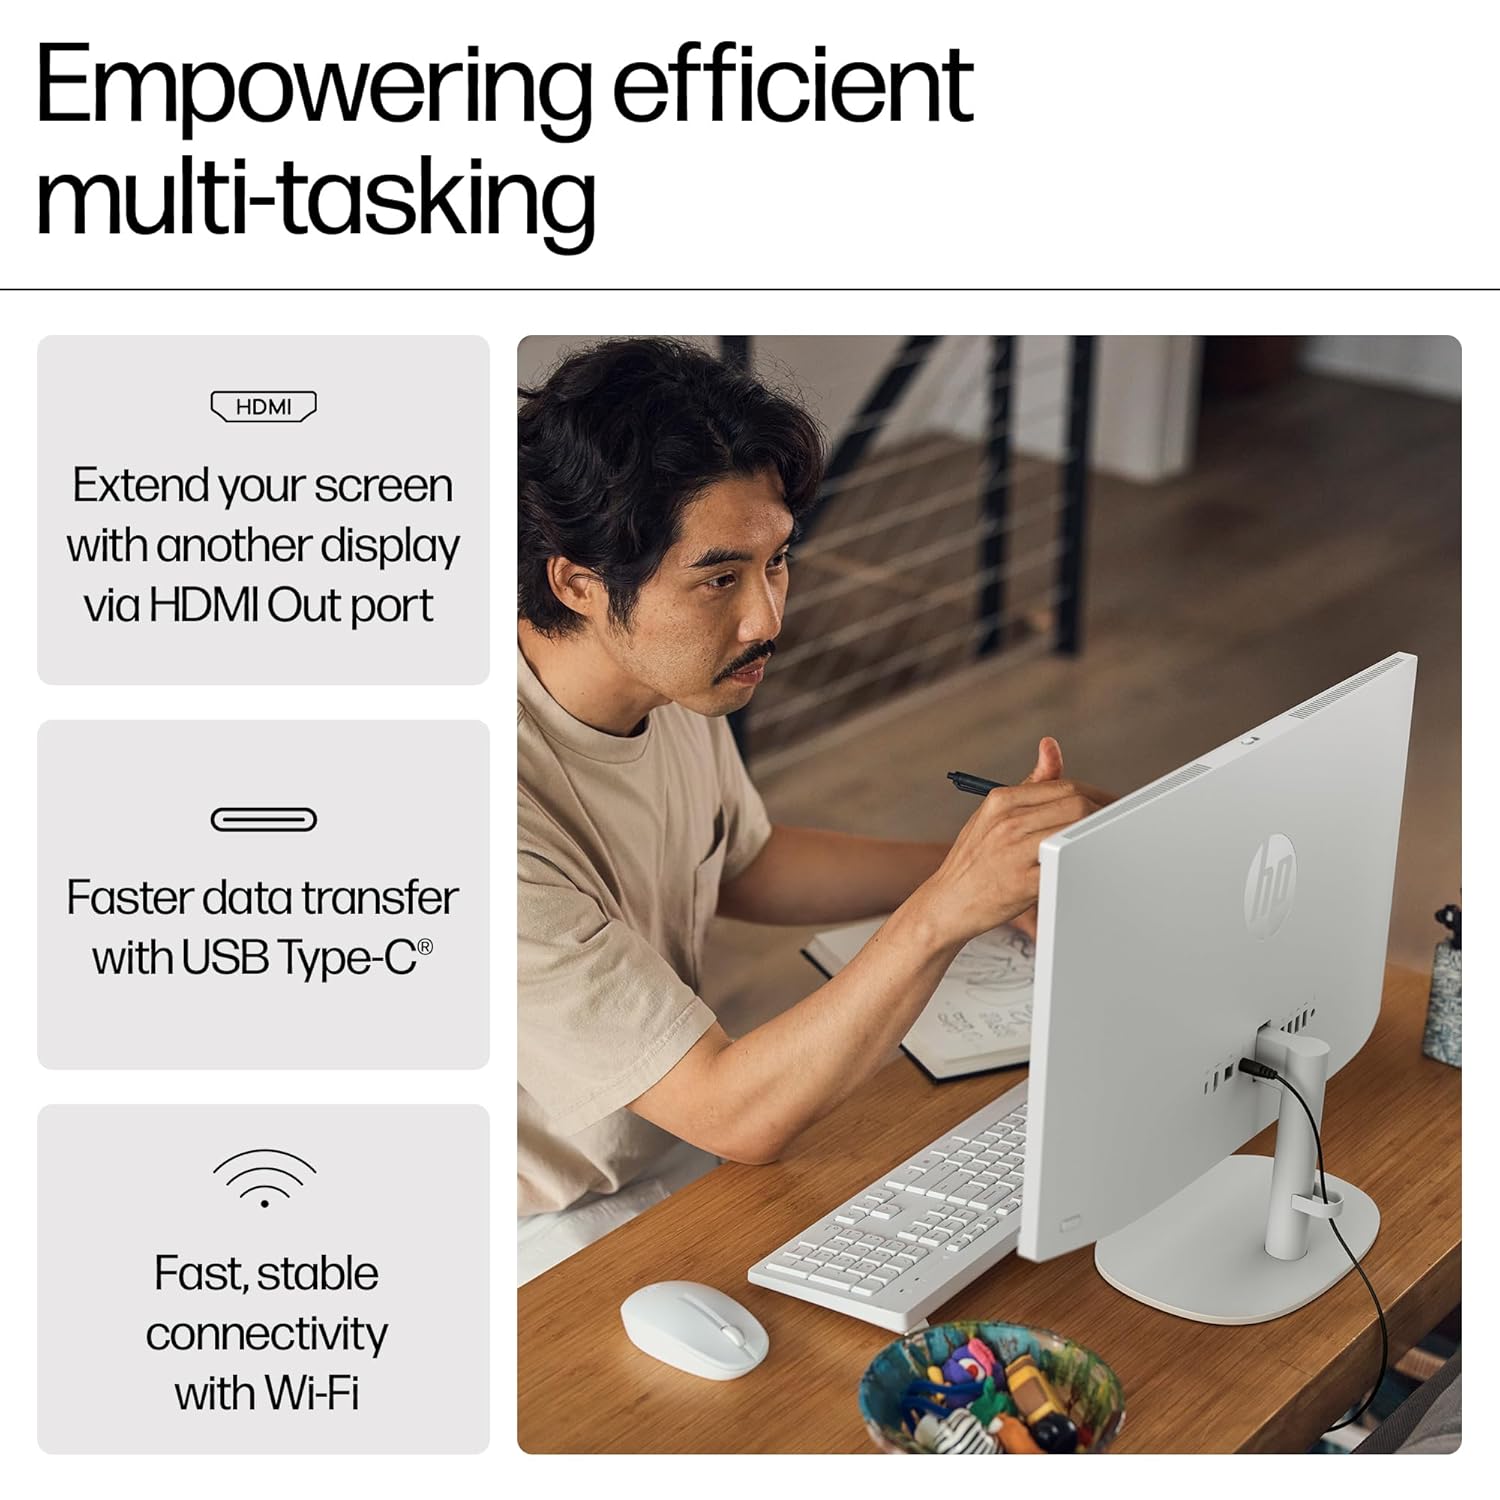 Empowering efficient
multi-tasking
HDMI
Extend your screen
with another display
via HDMI Out port
Faster data transfer
with USB Type-C®
Fast, stable
connectivity
with Wi-Fi
hp